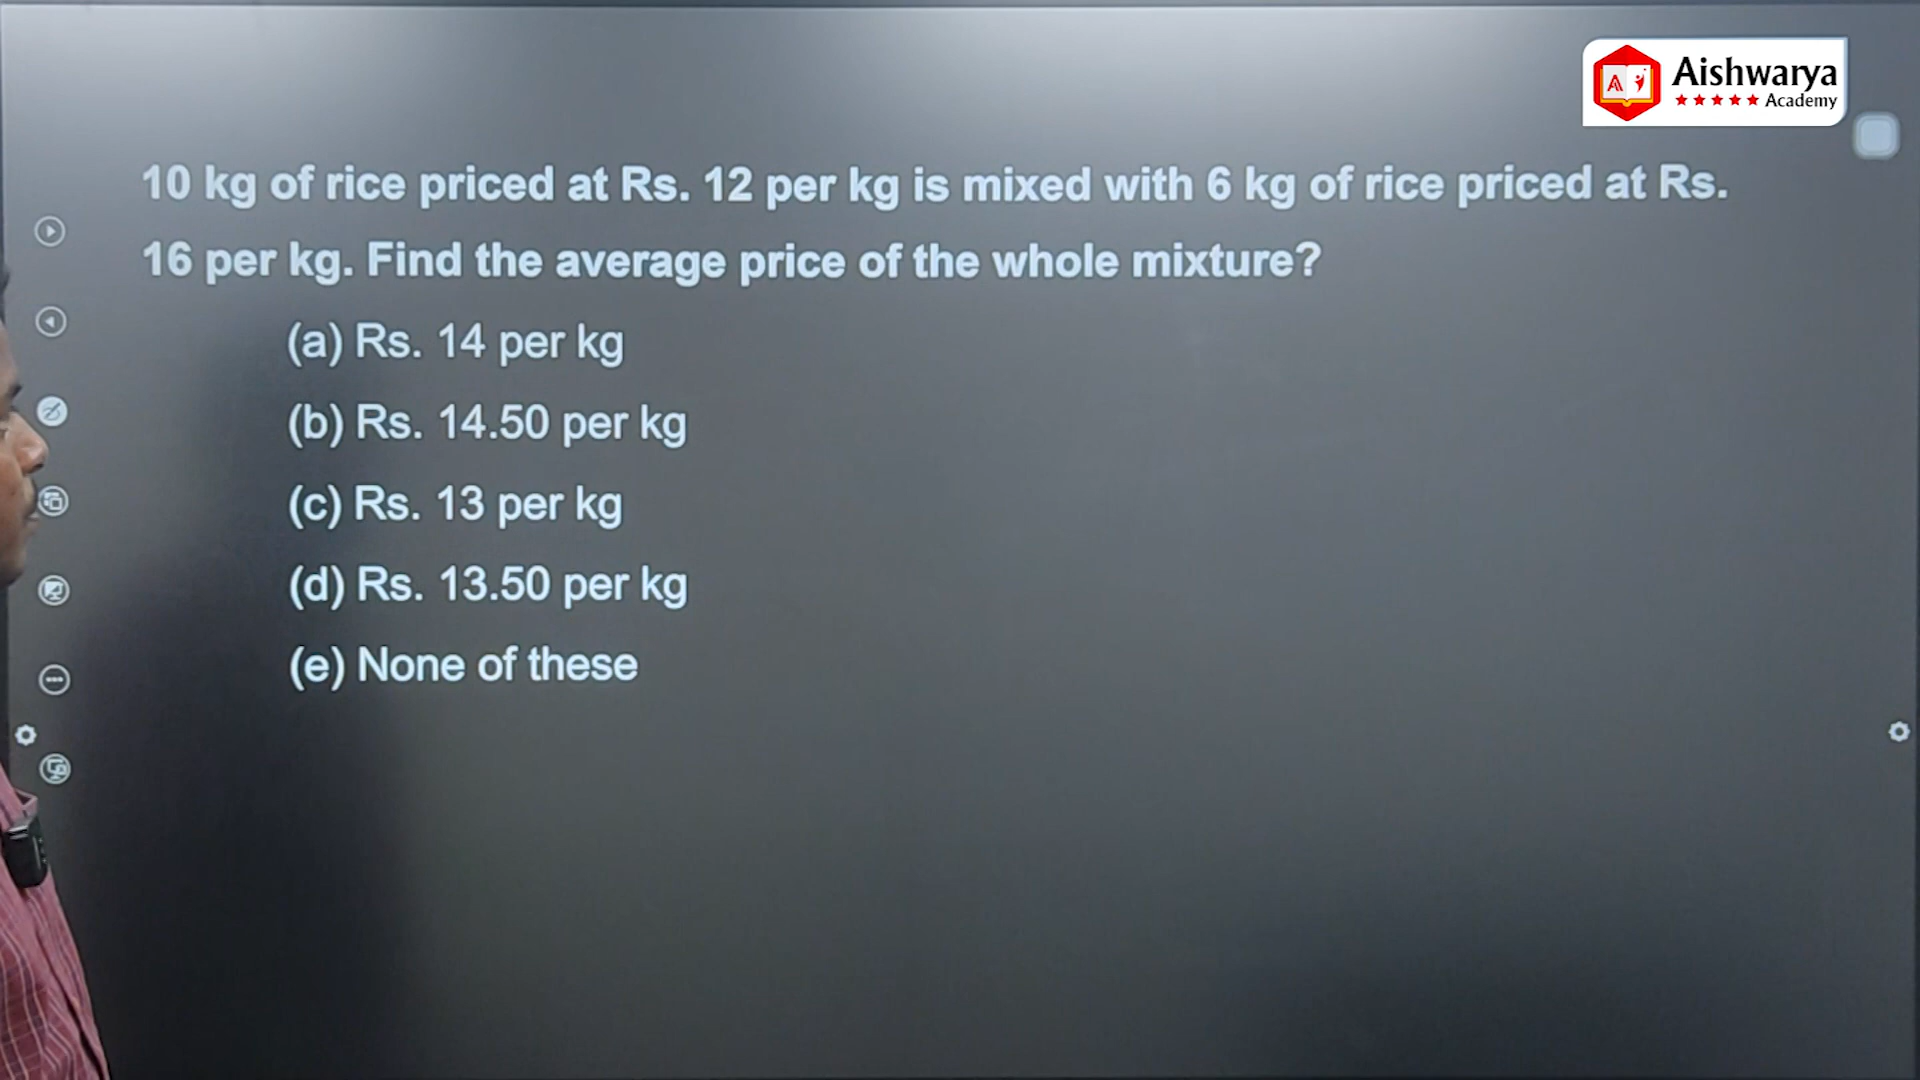 Aishwarya
Academy
10 kg of rice priced at Rs. 12 per kg is mixed with 6 kg of rice priced at Rs.
16 per kg. Find the average price of the whole mixture?
(a) Rs. 14 per kg
(b) Rs. 14.50 per kg
(c) Rs. 13 per kg
(d) Rs. 13.50 per kg
(e) None of these